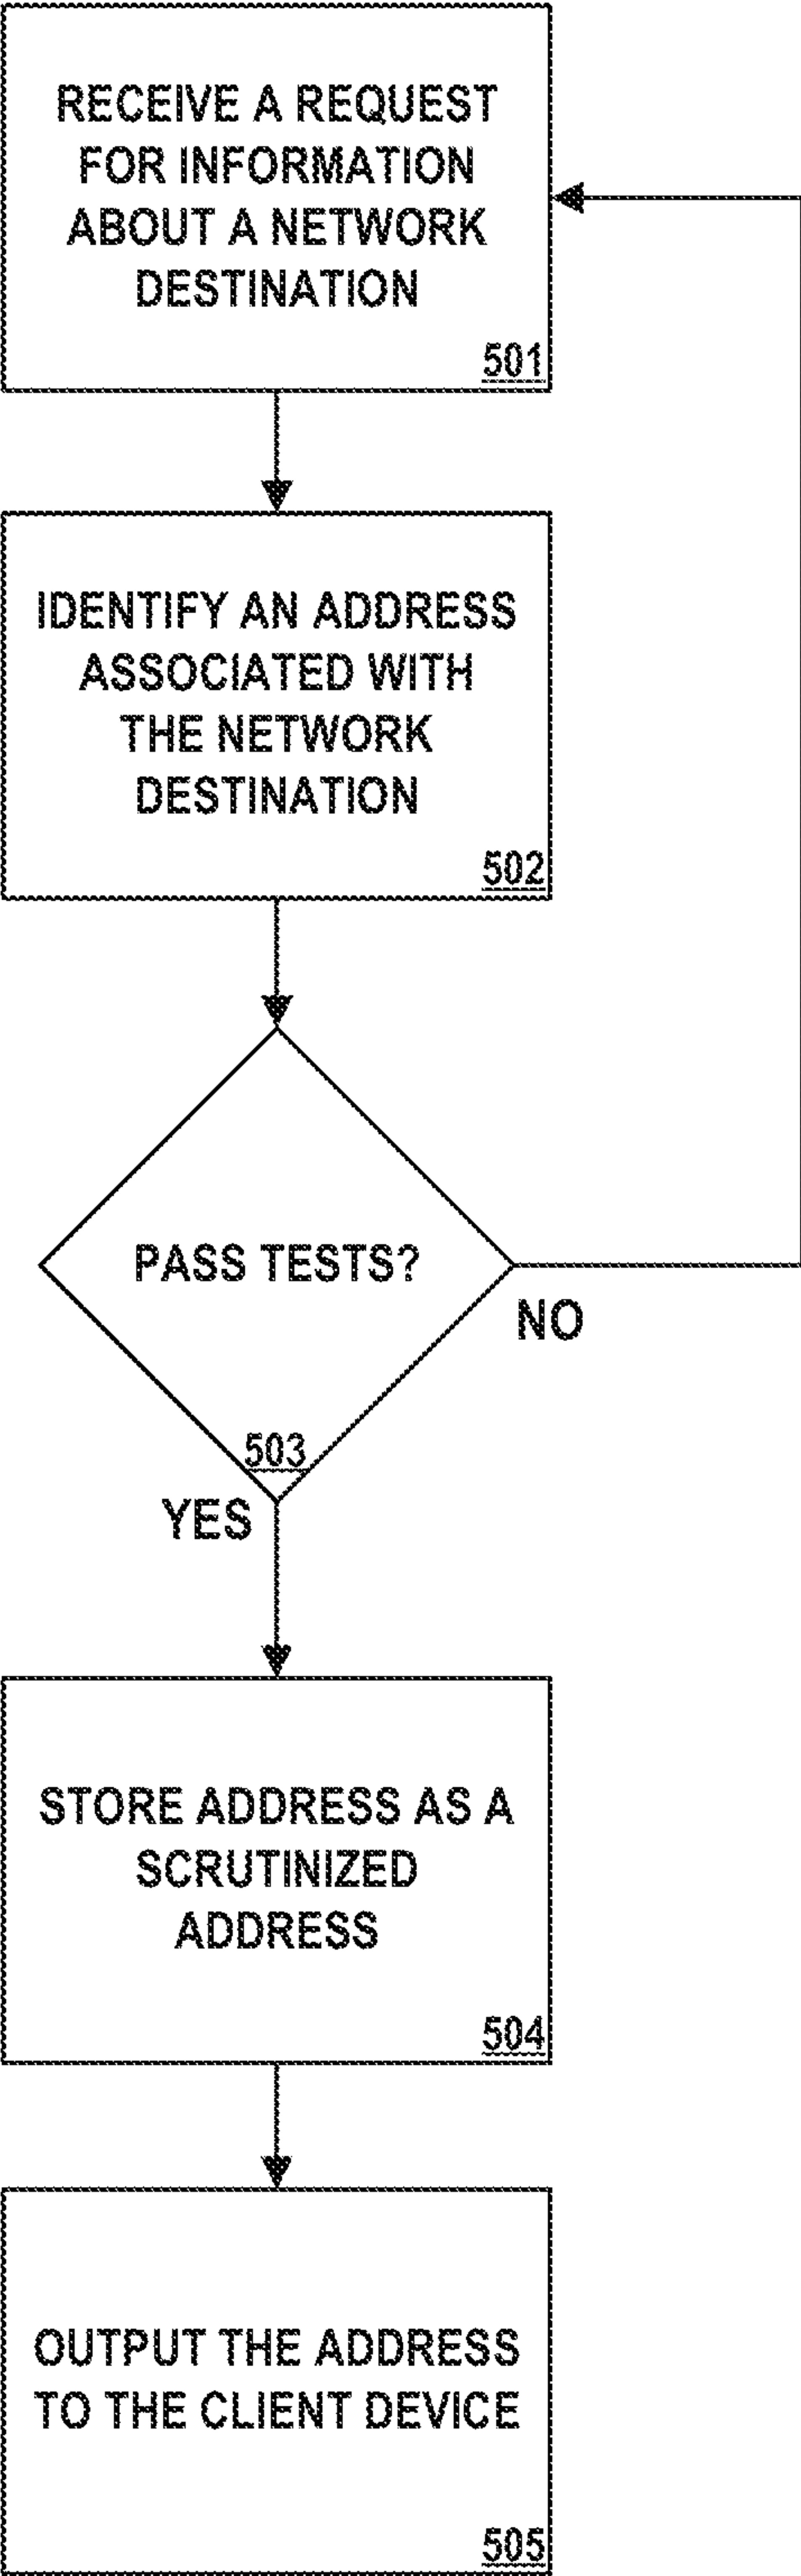 RECEIVE A REQUEST
FOR INFORMATION
ABOUT A NETWORK
DESTINATION
501
IDENTIFY AN ADDRESS
ASSOCIATED WITH
THE NETWORK
DESTINATION
502
PASS TESTS?
NO
503
YES
STORE ADDRESS AS A
SCRUTINIZED
ADDRESS
504
OUTPUT THE ADDRESS
TO THE CLIENT DEVICE
505